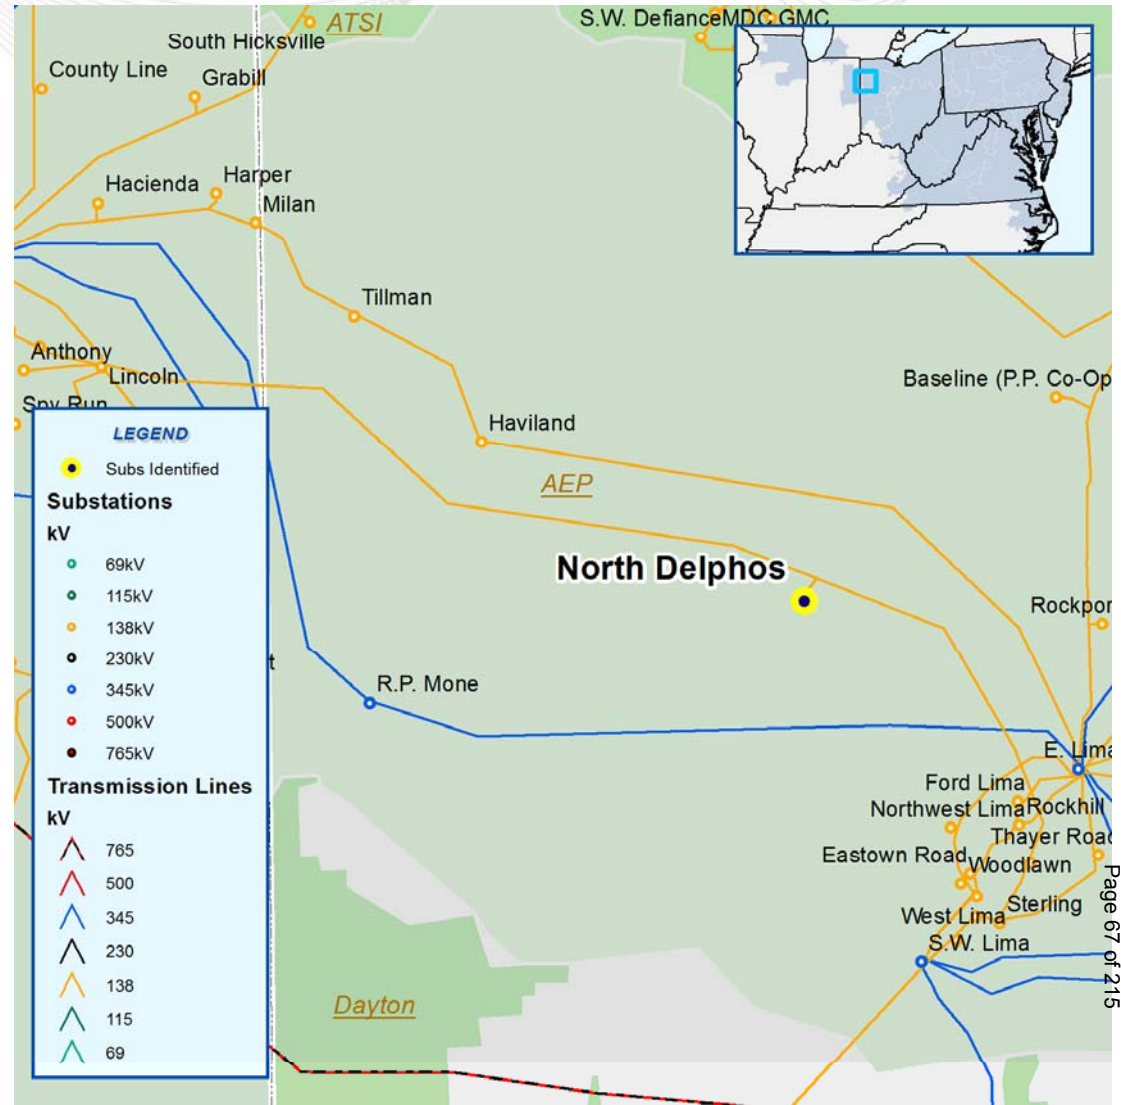 ATSI
S.W. Defiance
MDC GMC
South Hicksville
County Line
Grabill
Hacienda
Harper
Milan
Tillman
Anthony
Lincoln
Baseline (P.P. Co-Op
Spy Run
Haviland
AEP
North Delphos
Rockpor
R.P. Mone
t
E. Lima
Ford Lima
Northwest Lima
Rockhill
Thayer Road
Eastown Road
Woodlawn
West Lima
Sterling
S.W. Lima
Dayton
LEGEND
Subs Identified
Substations
kV
69kV
115kV
138kV
230kV
345kV
500kV
765kV
Transmission Lines
kV
765
500
345
230
138
115
69
Page 67 of 215